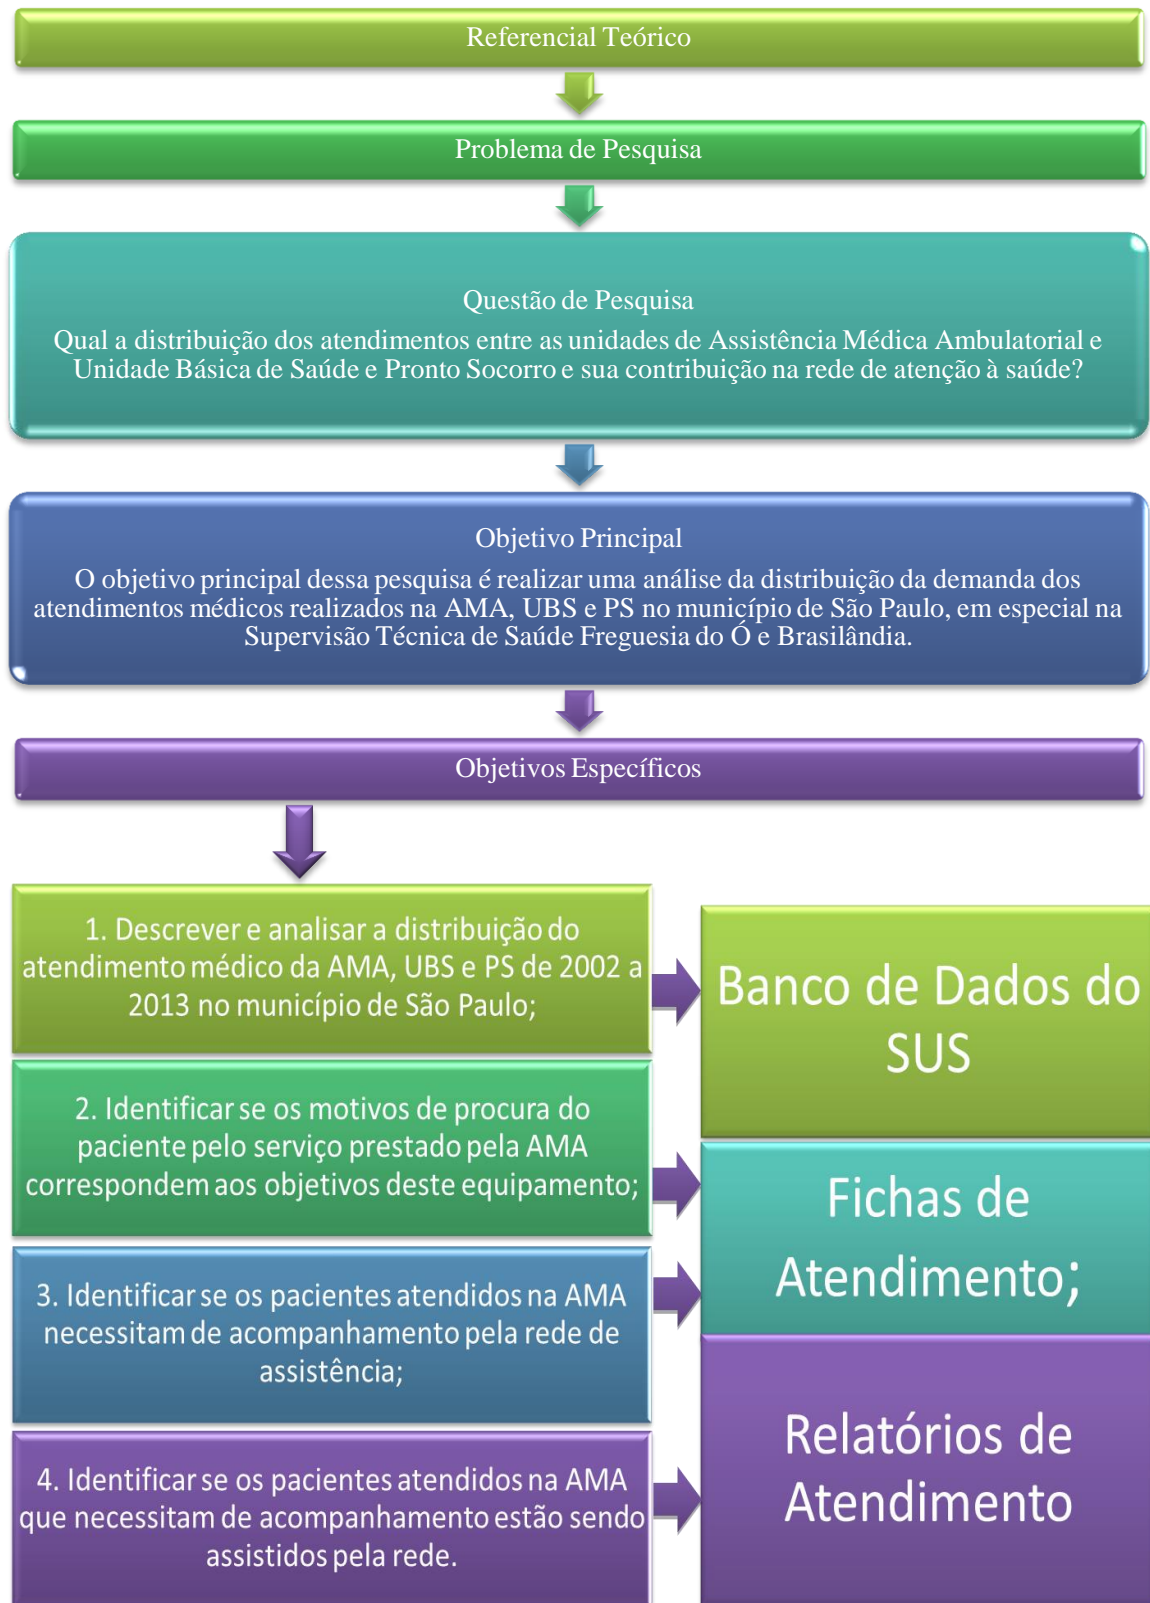 Referencial Teórico
Problema de Pesquisa
Questão de Pesquisa
Qual a distribuição dos atendimentos entre as unidades de Assistência Médica Ambulatorial e
Unidade Básica de Saúde e Pronto Socorro e sua contribuição na rede de atenção à saúde?
Objetivo Principal
O objetivo principal dessa pesquisa é realizar uma análise da distribuição da demanda dos
atendimentos médicos realizados na AMA, UBS e PS no município de São Paulo, em especial na
Supervisão Técnica de Saúde Freguesia do Ó e Brasilândia.
Objetivos Específicos
1. Descrever e analisar a distribuição do
atendimento médico da AMA, UBS e PS de 2002 a
2013 no município de São Paulo;
Banco de Dados do
SUS
2. Identificar se os motivos de procura do
paciente pelo serviço prestado pela AMA
correspondem aos objetivos deste equipamento;
Fichas de
Atendimento;
3. Identificar se os pacientes atendidos na AMA
necessitam de acompanhamento pela rede de
assistência;
4. Identificar se os pacientes atendidos na AMA
que necessitam de acompanhamento estão sendo
assistidos pela rede.
Relatórios de
Atendimento